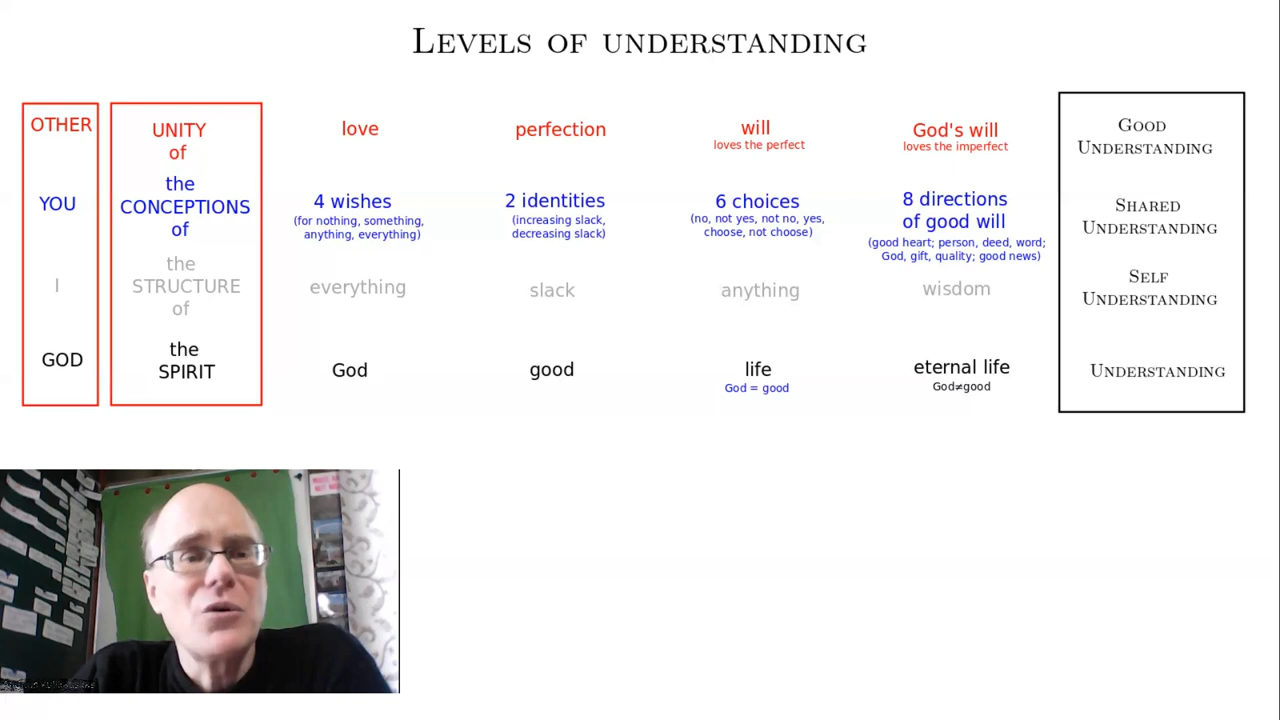 LEVELS OF UNDERSTANDING
OTHER
UNITY
of
love
perfection
will
loves the perfect
God's will
loves the imperfect
GOOD
UNDERSTANDING
YOU
the
CONCEPTIONS
of
4 wishes
(for nothing, something,
anything, everything)
2 identities
(increasing slack,
decreasing slack)
6 choices
(no, not yes, not no, yes,
choose, not choose)
8 directions
of good will
(good heart; person, deed, word;
God, gift, quality; good news)
SHARED
UNDERSTANDING
I
the
STRUCTURE
of
everything
slack
anything
wisdom
SELF
UNDERSTANDING
GOD
the
SPIRIT
God
good
life
God = good
eternal life
God≠good
UNDERSTANDING